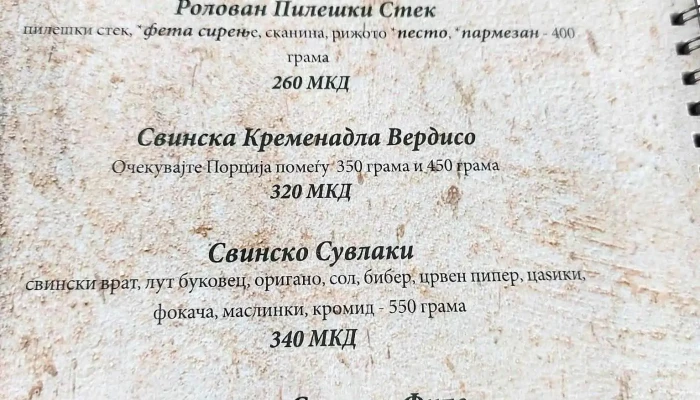 Ролован Пилешки Стек
пилешки стек, *фета сирење, сканина, рижото *песто, *пармезан - 400
грама
260 МКД
Свинска Кременадла Вердисо
Очекувајте Порција помеѓу 350 грама и 450 грама
320 МКД
Свинско Сувлаки
свински врат, лут буковец, оригано, сол, бибер, црвен пипер, цаѕики,
фокача, маслинки, кромид - 550 грама
340 МКД